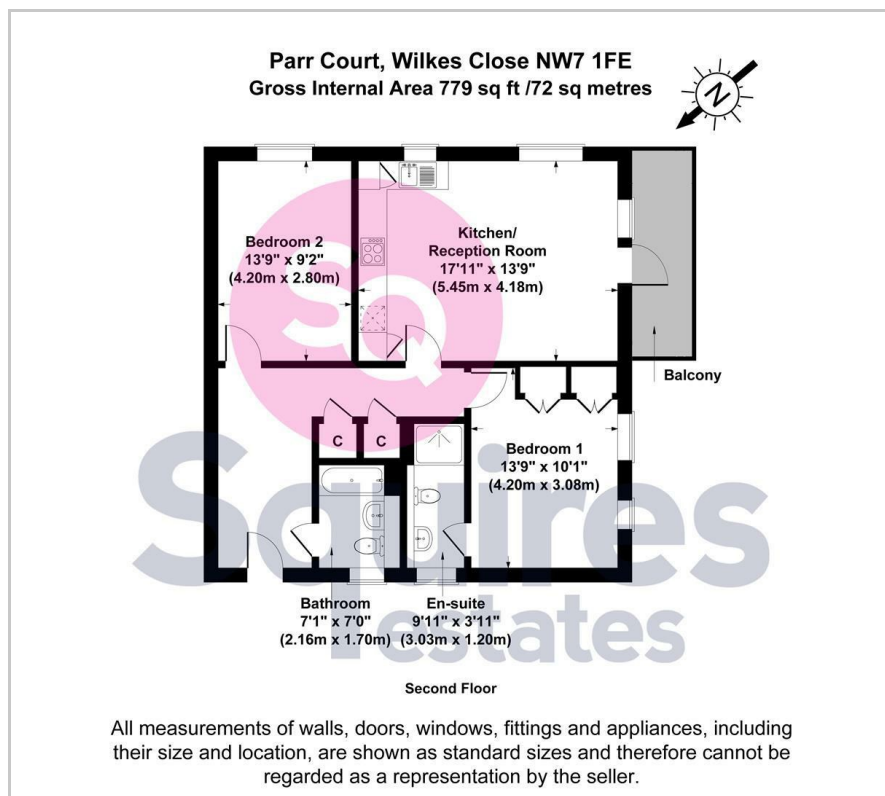 Parr Court, Wilkes Close NW7 1FE
Gross Internal Area 779 sq ft /72 sq metres
N
Bedroom 2
13'9" x 9'2"
(4.20m x 2.80m)
Kitchen/
Reception Room
17'11" x 13'9"
(5.45m x 4.18m)
SQ
Balcony
C
C
Bedroom 1
13'9" x 10'1"
(4.20m x 3.08m)
Squires
estates
Bathroom
7'1" x 7'0"
(2.16m x 1.70m)
En-suite
9'11" x 3'11"
(3.03m x 1.20m)
Second Floor
All measurements of walls, doors, windows, fittings and appliances, including
their size and location, are shown as standard sizes and therefore cannot be
regarded as a representation by the seller.